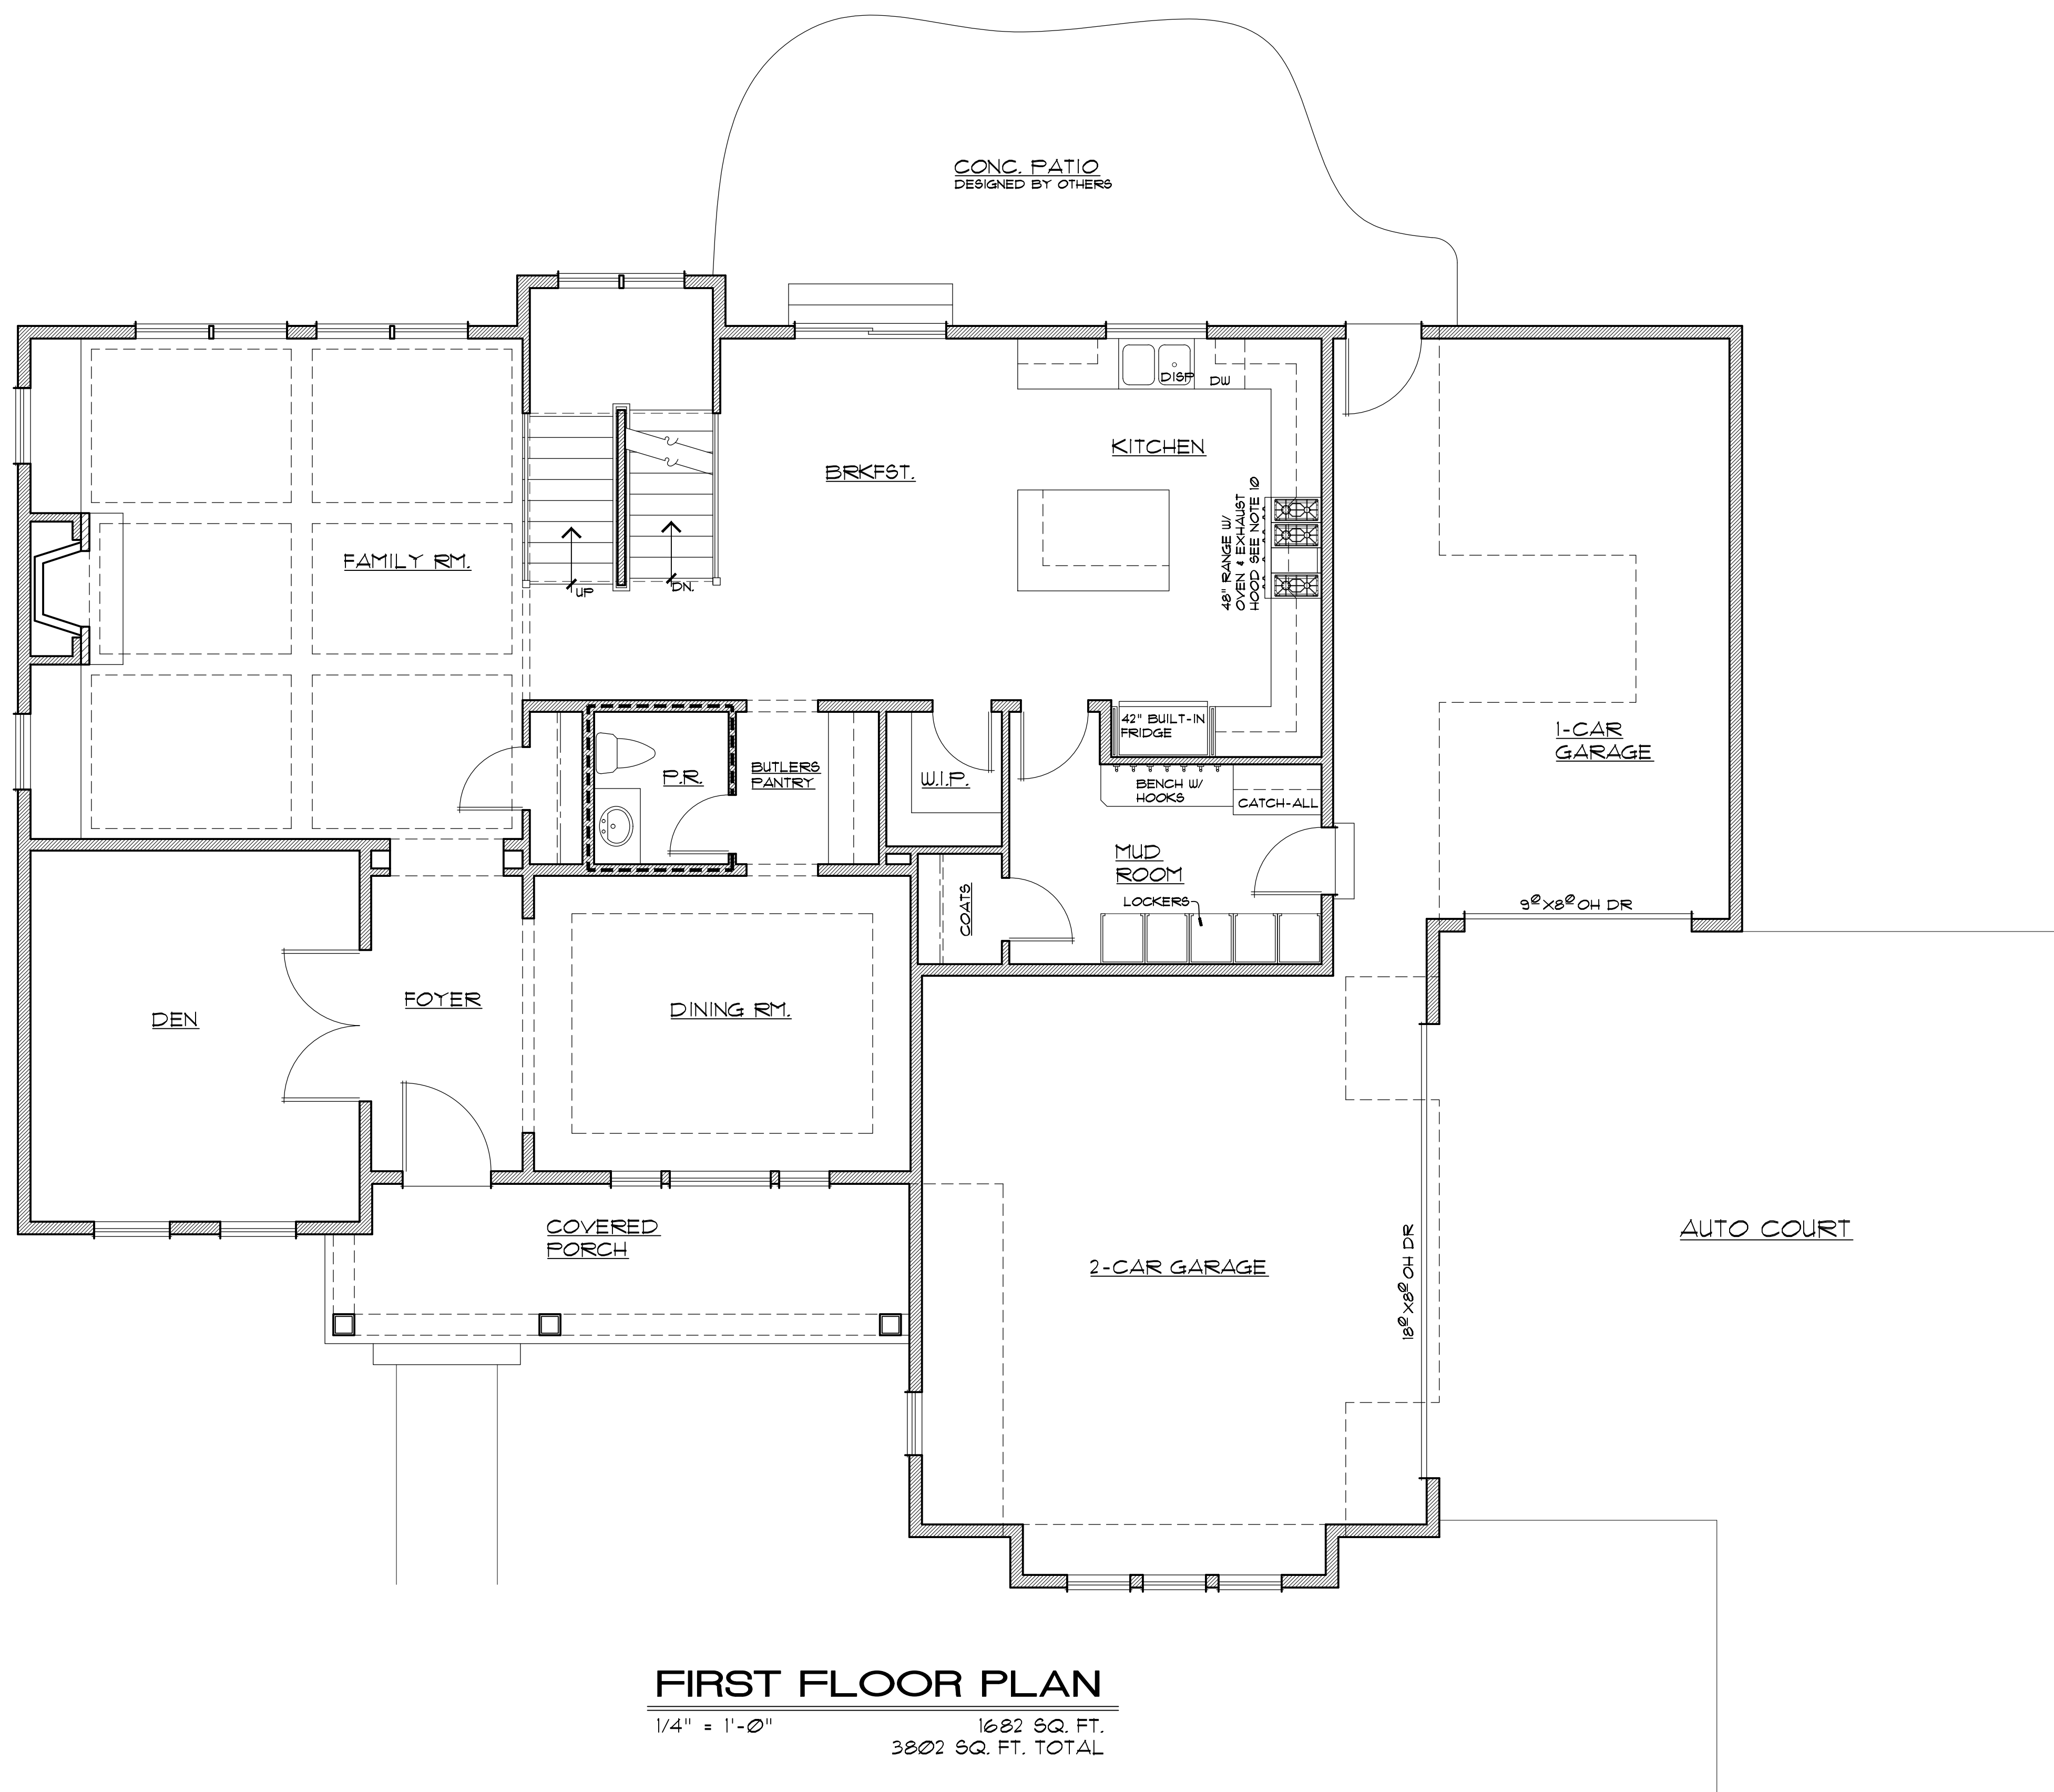 CONC. PATIO
DESIGNED BY OTHERS
DISP
DW
KITCHEN
BRKFST.
48" RANGE W/
OVEN & EXHAUST
HOOD SEE NOTE 10
FAMILY RM.
UP
DN.
42" BUILT-IN
FRIDGE
1-CAR
GARAGE
P.R.
BUTLERS
PANTRY
W.I.P.
BENCH W/
HOOKS
CATCH-ALL
MUD
ROOM
COATS
LOCKERS
9⁰X8⁰ OH DR
DEN
FOYER
DINING RM.
COVERED
PORCH
2-CAR GARAGE
18⁰X8⁰ OH DR
AUTO COURT
FIRST FLOOR PLAN
1/4" = 1'-0"
1682 SQ. FT.
3802 SQ. FT. TOTAL